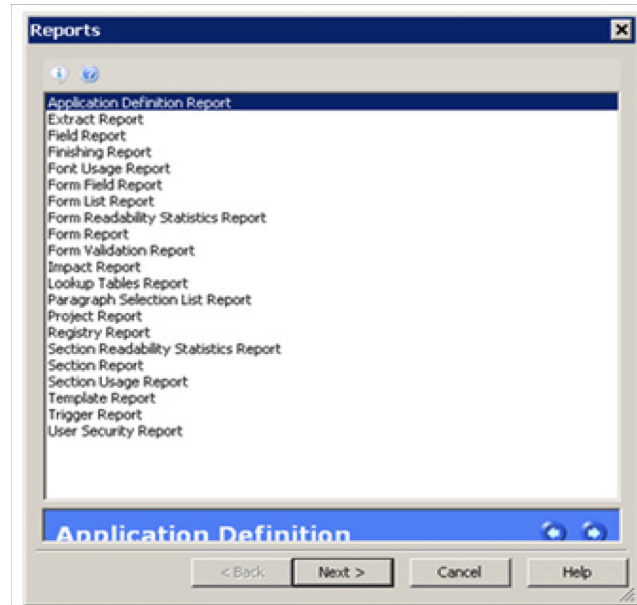 Reports
Application Definition Report
Extract Report
Field Report
Finishing Report
Font Usage Report
Form Field Report
Form List Report
Form Readability Statistics Report
Form Report
Form Validation Report
Impact Report
Lookup Tables Report
Paragraph Selection List Report
Project Report
Registry Report
Section Readability Statistics Report
Section Report
Section Usage Report
Template Report
Trigger Report
User Security Report
Application Definition
< Back Next > Cancel Help